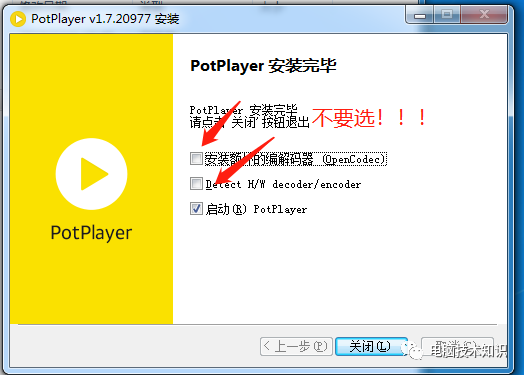 PotPlayer v1.7.20977 安装
PotPlayer 安装完毕
PotPlayer 安装完毕
请点击"关闭"按钮退出
不要选！！！
安装额外的编解码器 (OpenCodec)
Detect H/W decoder/encoder
启动(R) PotPlayer
PotPlayer
< 上一步(P)
关闭(L)
取消(C)
电脑技术知识